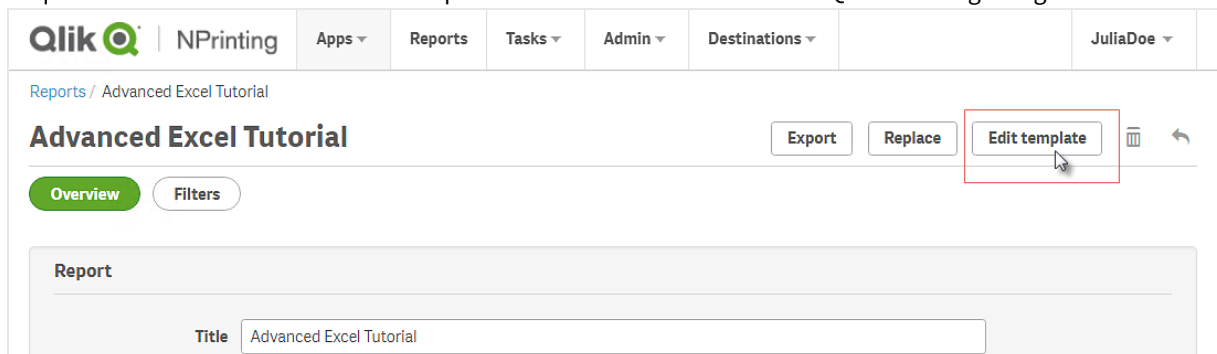 Qlik NPrinting Apps Reports Tasks Admin Destinations JuliaDoe
Reports / Advanced Excel Tutorial
Advanced Excel Tutorial
Export Replace Edit template
Overview Filters
Report
Title Advanced Excel Tutorial